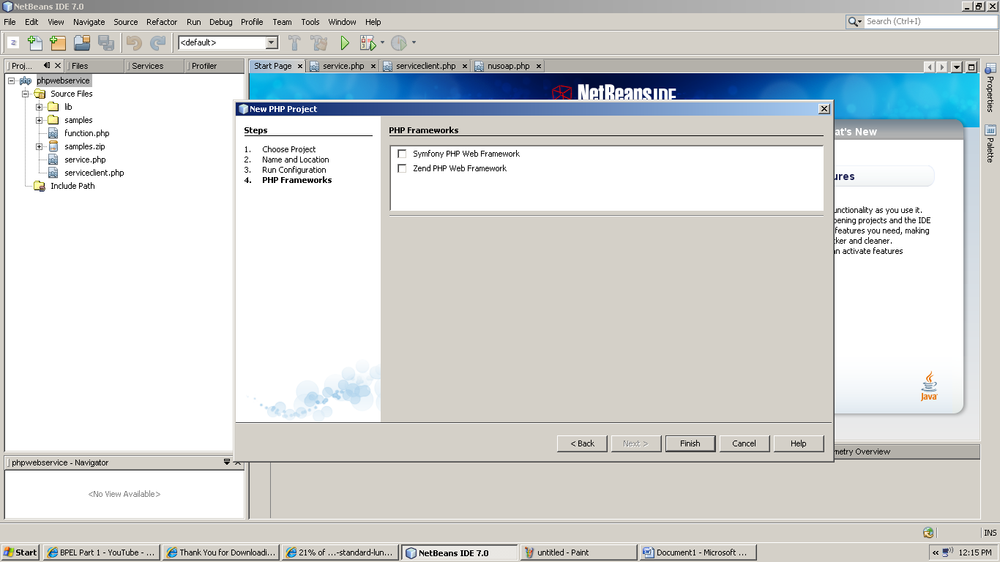 NetBeans IDE 7.0
File Edit View Navigate Source Refactor Run Debug Profile Team Tools Window Help
Search (Ctrl+I)
<default>
Proj... Files Services Profiler
Start Page service.php serviceclient.php nusoap.php
phpwebservice
Source Files
lib
samples
function.php
samples.zip
service.php
serviceclient.php
Include Path
NetBeans IDE
New PHP Project
Steps
1. Choose Project
2. Name and Location
3. Run Configuration
4. PHP Frameworks
PHP Frameworks
Symfony PHP Web Framework
Zend PHP Web Framework
< Back Next > Finish Cancel Help
at's New
ures
unctionality as you use it.
pening projects and the IDE
features you need, making
cker and cleaner.
n activate features
Java
Properties
Palette
metry Overview
phpwebservice - Navigator
<No View Available>
INS
Start BPEL Part 1 - YouTube - ... Thank You for Downloadi... 21% of ...-standard-lun... NetBeans IDE 7.0 untitled - Paint Document1 - Microsoft ... « 12:15 PM